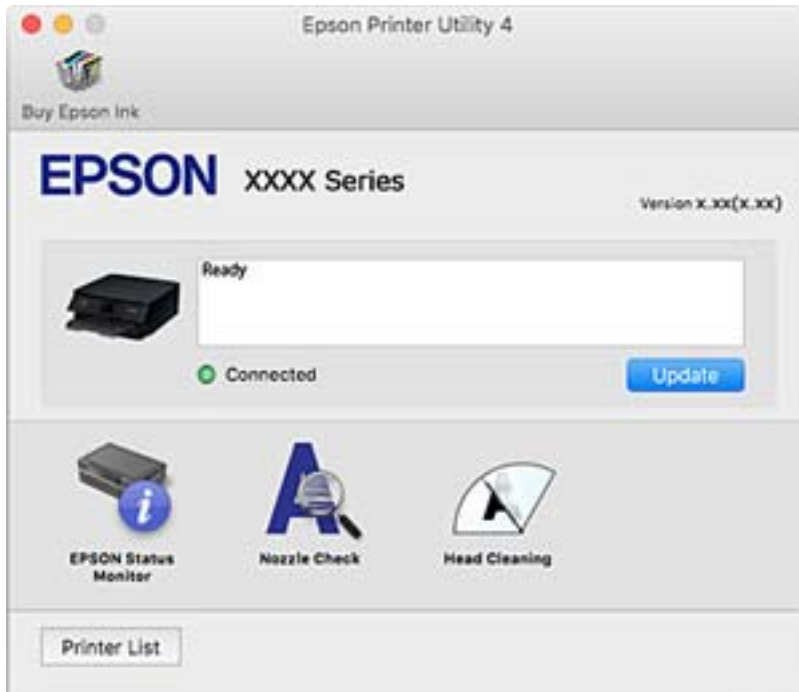 Epson Printer Utility 4
Buy Epson Ink
EPSON XXXX Series
Version X.XX(X.XX)
Ready
Connected
Update
EPSON Status
Monitor
Nozzle Check
Head Cleaning
Printer List